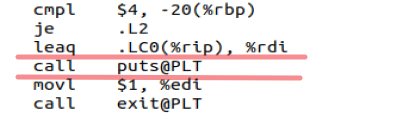 cmpl $4, -20(%rbp)
je .L2
leaq .LC0(%rip), %rdi
call puts@PLT
movl $1, %edi
call exit@PLT